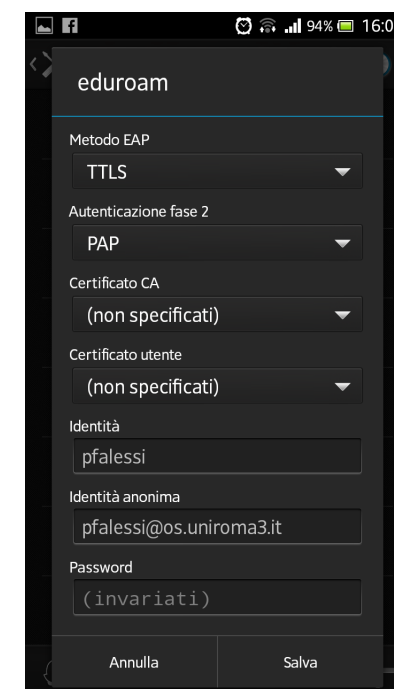 94% 16:0
eduroam
Metodo EAP
TTLS
Autenticazione fase 2
PAP
Certificato CA
(non specificati)
Certificato utente
(non specificati)
Identità
pfalessi
Identità anonima
pfalessi@os.uniroma3.it
Password
(invariati)
Annulla Salva